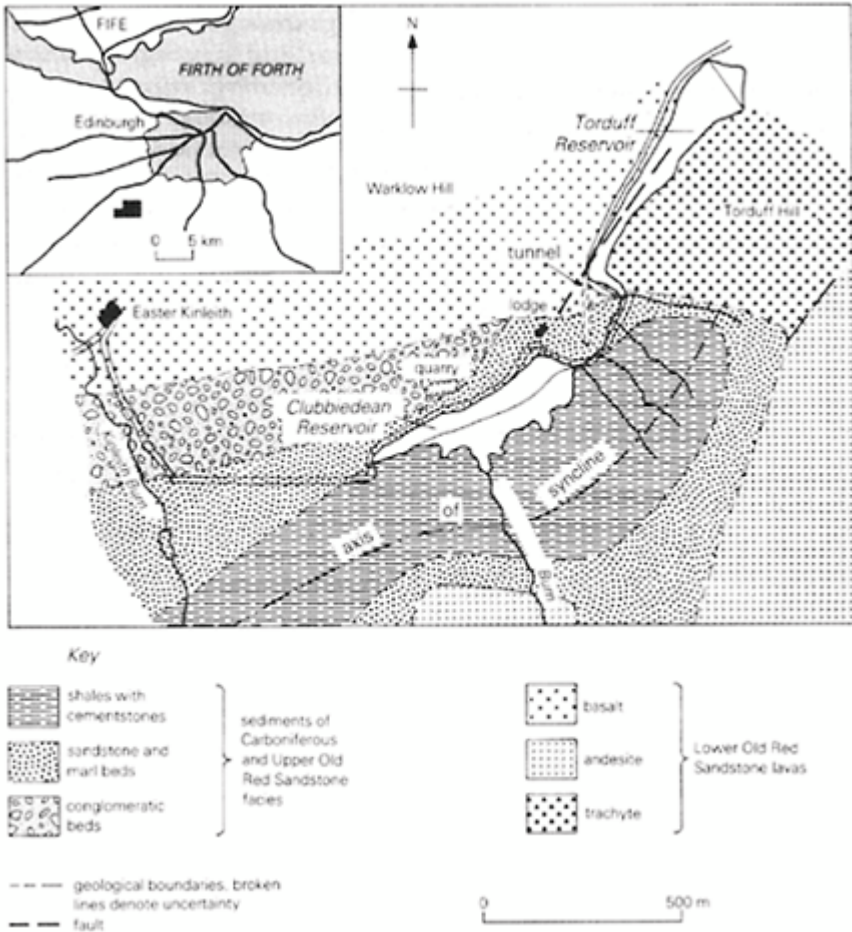 FIFE
FIRTH OF FORTH
Edinburgh
0 5 km
N
Torduff
Reservoir
Warklow Hill
Torduff Hill
tunnel
lodge
Easter Kinleith
quarry
Clubbiedean
Reservoir
Kinleith Burn
axis of syncline
Burn
Key
shales with
cementstones
sandstone and
marl beds
conglomeratic
beds
sediments of
Carboniferous
and Upper Old
Red Sandstone
facies
basalt
andesite
trachyte
Lower Old Red
Sandstone lavas
geological boundaries, broken
lines denote uncertainty
fault
0 500 m